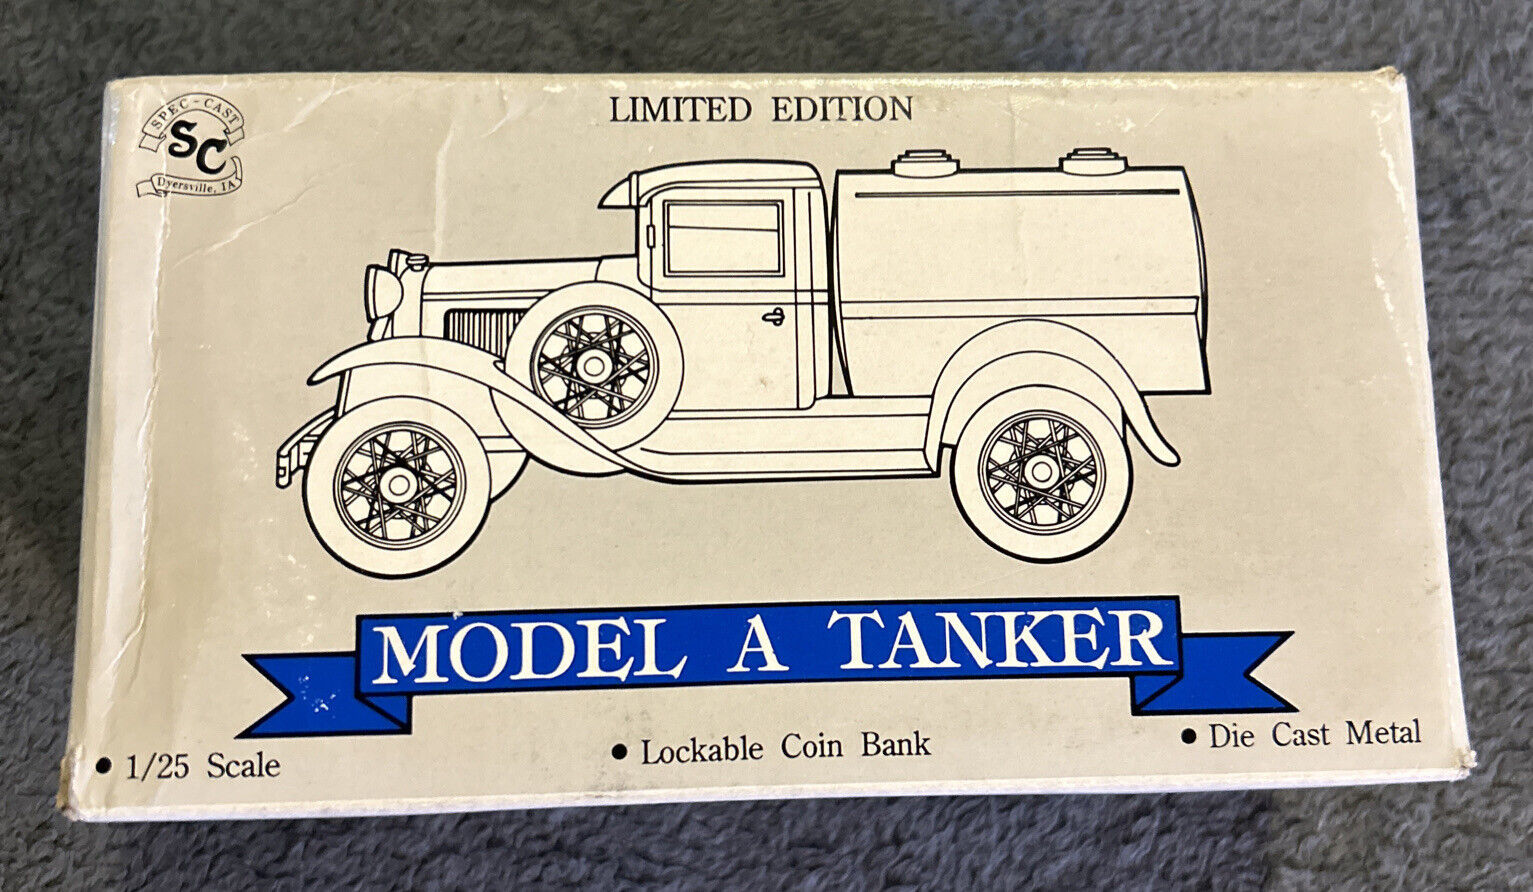 SPEC-CAST
SC
Dyersville, IA
LIMITED EDITION
MODEL A TANKER
• 1/25 Scale
• Lockable Coin Bank
• Die Cast Metal